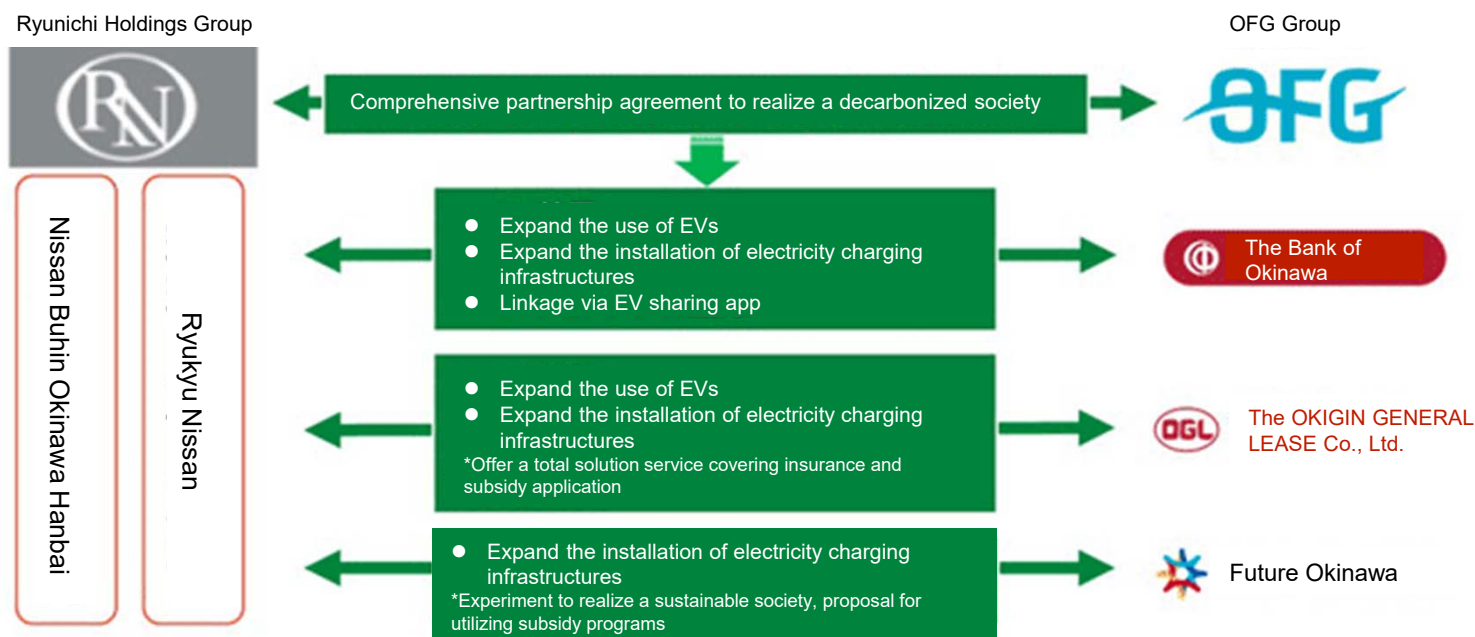 Ryunichi Holdings Group
OFG Group
RN
Comprehensive partnership agreement to realize a decarbonized society
OFG
Nissan Buhin Okinawa Hanbai
Ryukyu Nissan
● Expand the use of EVs
● Expand the installation of electricity charging
infrastructures
● Linkage via EV sharing app
The Bank of
Okinawa
● Expand the use of EVs
● Expand the installation of electricity charging
infrastructures
*Offer a total solution service covering insurance and
subsidy application
OGL
The OKIGIN GENERAL
LEASE Co., Ltd.
● Expand the installation of electricity charging
infrastructures
*Experiment to realize a sustainable society, proposal for
utilizing subsidy programs
Future Okinawa